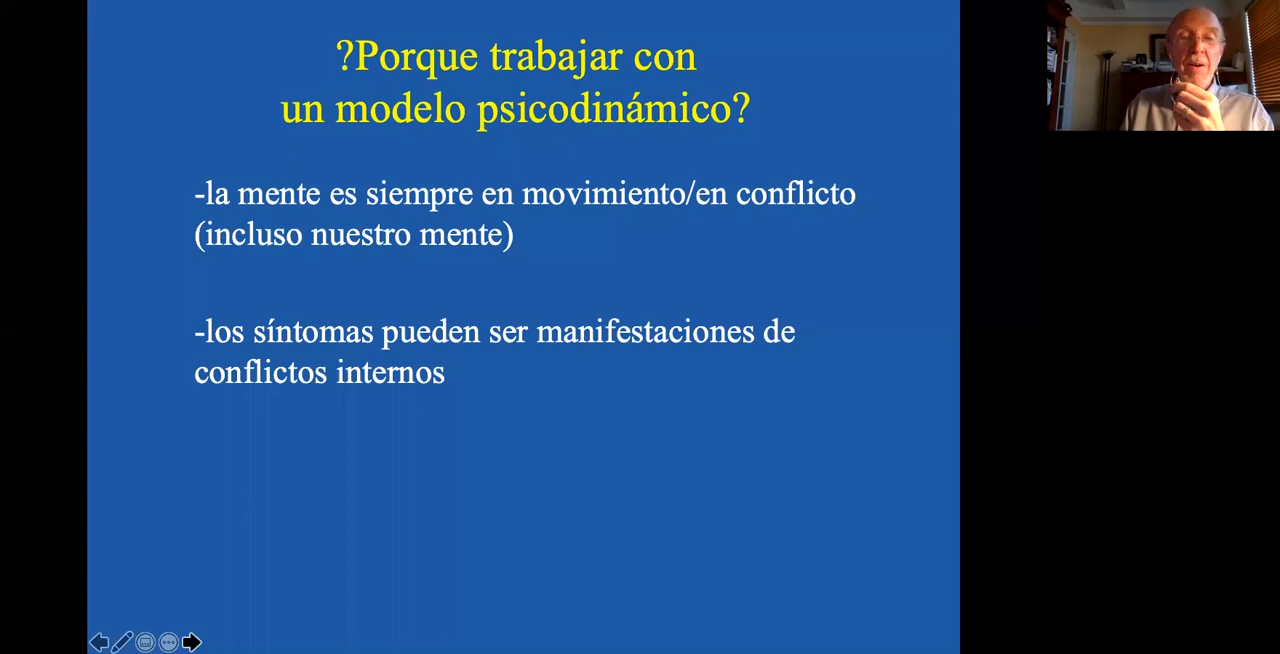 ?Porque trabajar con
un modelo psicodinámico?
-la mente es siempre en movimiento/en conflicto
(incluso nuestro mente)
-los síntomas pueden ser manifestaciones de
conflictos internos